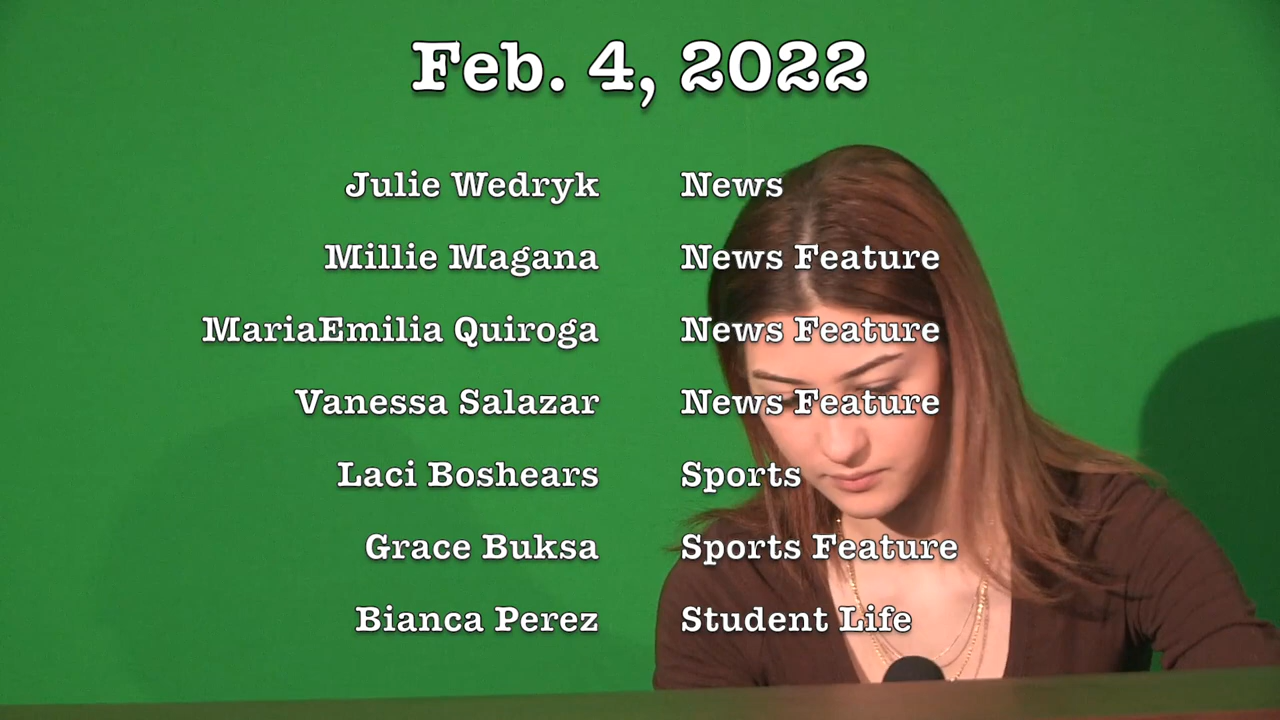 Feb. 4, 2022
Julie Wedryk News
Millie Magana News Feature
MariaEmilia Quiroga News Feature
Vanessa Salazar News Feature
Laci Boshears Sports
Grace Buksa Sports Feature
Bianca Perez Student Life